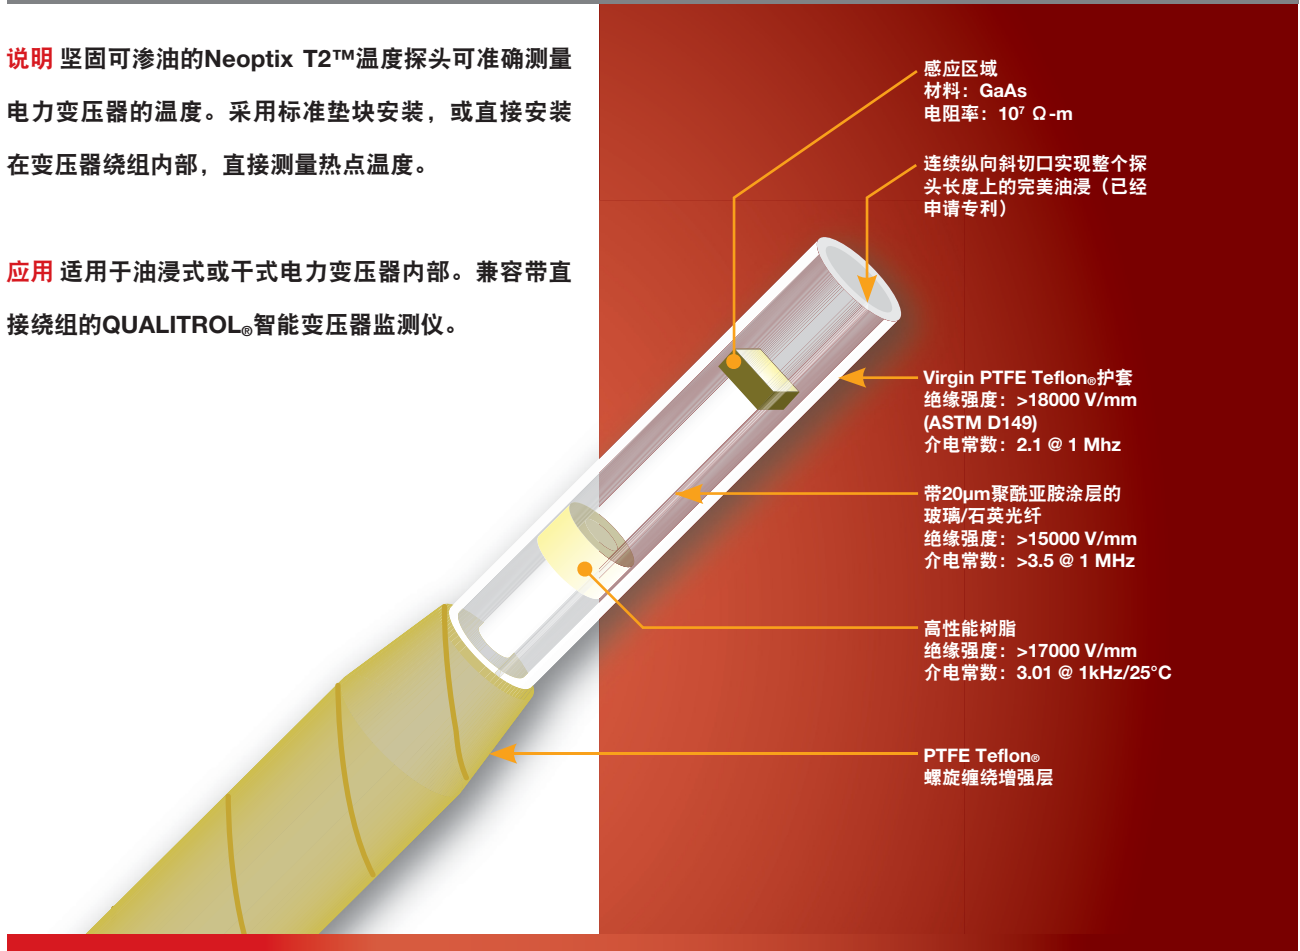 说明 坚固可渗油的Neoptix T2™温度探头可准确测量
电力变压器的温度。采用标准垫块安装，或直接安装
在变压器绕组内部，直接测量热点温度。
应用 适用于油浸式或干式电力变压器内部。兼容带直
接绕组的QUALITROL®智能变压器监测仪。
感应区域
材料：GaAs
电阻率：10⁷ Ω-m
连续纵向斜切口实现整个探
头长度上的完美油浸（已经
申请专利）
Virgin PTFE Teflon®护套
绝缘强度：>18000 V/mm
(ASTM D149)
介电常数：2.1 @ 1 Mhz
带20µm聚酰亚胺涂层的
玻璃/石英光纤
绝缘强度：>15000 V/mm
介电常数：>3.5 @ 1 MHz
高性能树脂
绝缘强度：>17000 V/mm
介电常数：3.01 @ 1kHz/25°C
PTFE Teflon®
螺旋缠绕增强层